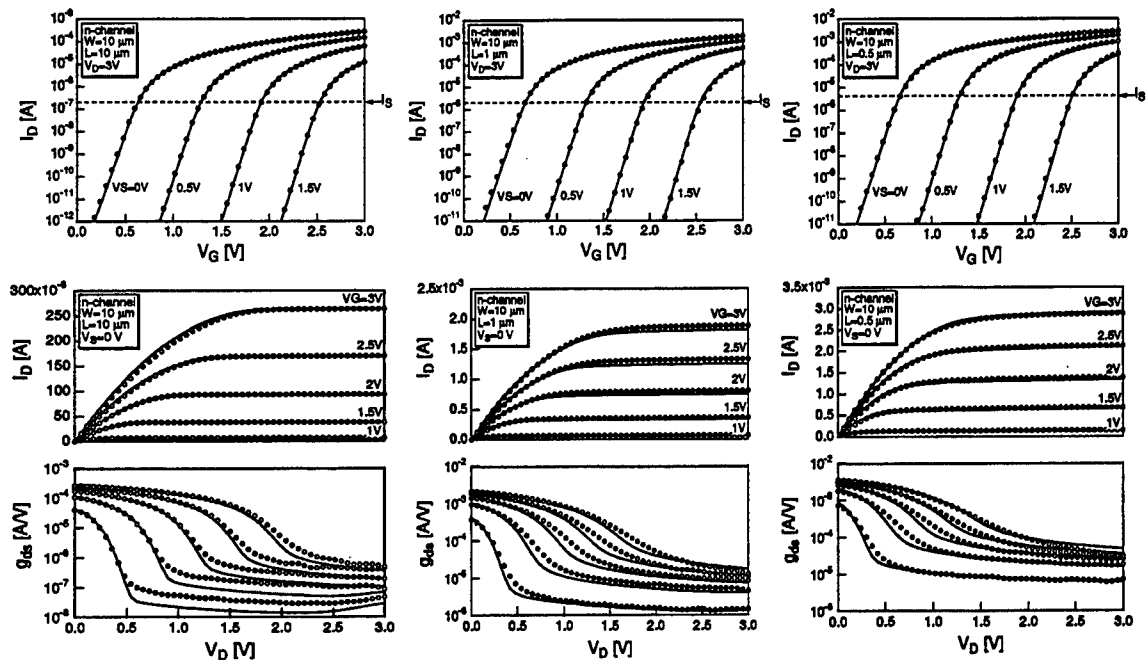 10⁻³
10⁻⁴
10⁻⁵
10⁻⁶
10⁻⁷
10⁻⁸
10⁻⁹
10⁻¹⁰
10⁻¹¹
10⁻¹²
I_D [A]
n-channel
W=10 µm
L=10 µm
V_D=3V
I_S
VS=0V
0.5V
1V
1.5V
0.0 0.5 1.0 1.5 2.0 2.5 3.0
V_G [V]
10⁻²
10⁻³
10⁻⁴
10⁻⁵
10⁻⁶
10⁻⁷
10⁻⁸
10⁻⁹
10⁻¹⁰
10⁻¹¹
I_D [A]
n-channel
W=10 µm
L=1 µm
V_D=3V
I_S
VS=0V
0.5V
1V
1.5V
0.0 0.5 1.0 1.5 2.0 2.5 3.0
V_G [V]
10⁻²
10⁻³
10⁻⁴
10⁻⁵
10⁻⁶
10⁻⁷
10⁻⁸
10⁻⁹
10⁻¹⁰
10⁻¹¹
I_D [A]
n-channel
W=10 µm
L=0.5 µm
V_D=3V
I_S
VS=0V
0.5V
1V
1.5V
0.0 0.5 1.0 1.5 2.0 2.5 3.0
V_G [V]
300x10⁻⁶
250
200
150
100
50
0
I_D [A]
n-channel
W=10 µm
L=10 µm
V_S=0 V
VG=3V
2.5V
2V
1.5V
1V
2.5x10⁻³
2.0
1.5
1.0
0.5
0.0
I_D [A]
n-channel
W=10 µm
L=1 µm
V_S=0 V
VG=3V
2.5V
2V
1.5V
1V
3.5x10⁻³
3.0
2.5
2.0
1.5
1.0
0.5
0.0
I_D [A]
n-channel
W=10 µm
L=0.5 µm
V_S=0 V
VG=3V
2.5V
2V
1.5V
1V
10⁻³
10⁻⁴
10⁻⁵
10⁻⁶
10⁻⁷
10⁻⁸
g_ds [A/V]
0.0 0.5 1.0 1.5 2.0 2.5 3.0
V_D [V]
10⁻²
10⁻³
10⁻⁴
10⁻⁵
10⁻⁶
g_ds [A/V]
0.0 0.5 1.0 1.5 2.0 2.5 3.0
V_D [V]
10⁻²
10⁻³
10⁻⁴
10⁻⁵
10⁻⁶
g_ds [A/V]
0.0 0.5 1.0 1.5 2.0 2.5 3.0
V_D [V]